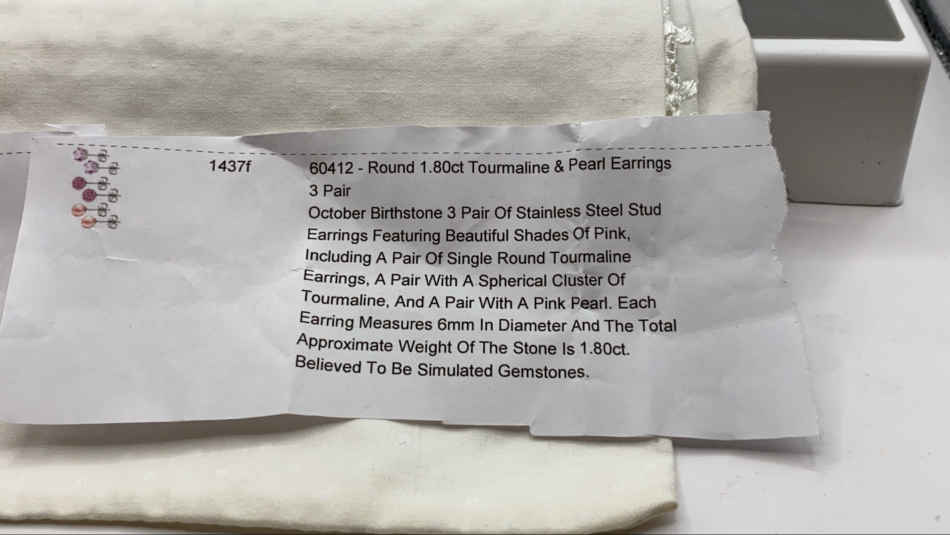 1437f
60412 - Round 1.80ct Tourmaline & Pearl Earrings
3 Pair
October Birthstone 3 Pair Of Stainless Steel Stud
Earrings Featuring Beautiful Shades Of Pink,
Including A Pair Of Single Round Tourmaline
Earrings, A Pair With A Spherical Cluster Of
Tourmaline, And A Pair With A Pink Pearl. Each
Earring Measures 6mm In Diameter And The Total
Approximate Weight Of The Stone Is 1.80ct.
Believed To Be Simulated Gemstones.